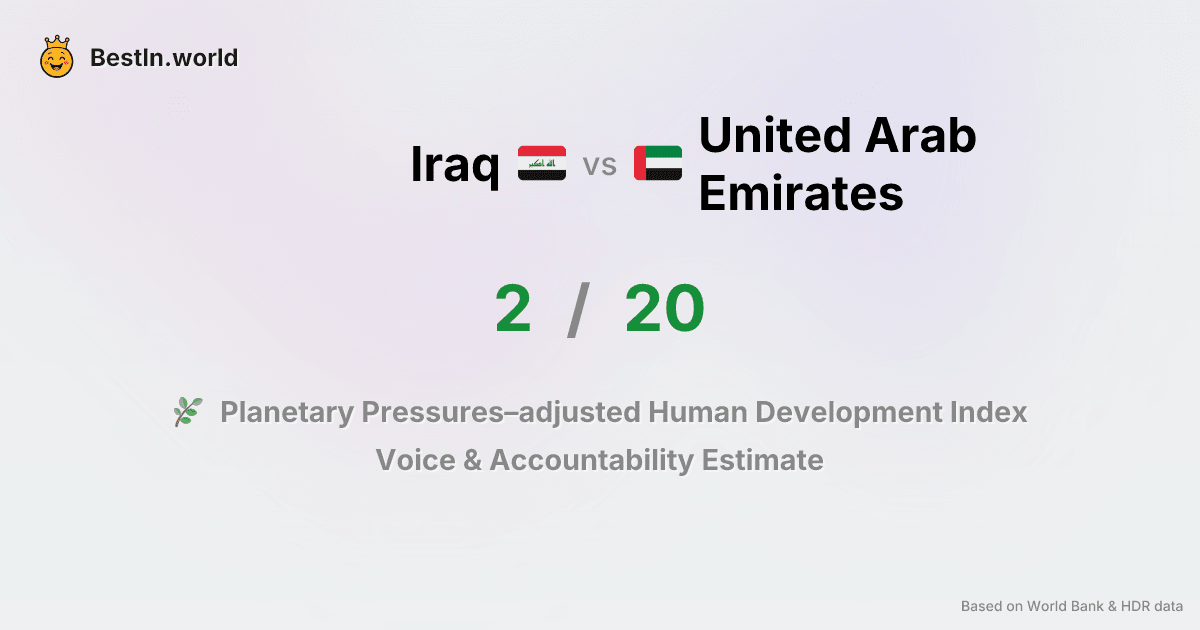 BestIn.world
Iraq vs United Arab
Emirates
2 / 20
Planetary Pressures–adjusted Human Development Index
Voice & Accountability Estimate
Based on World Bank & HDR data